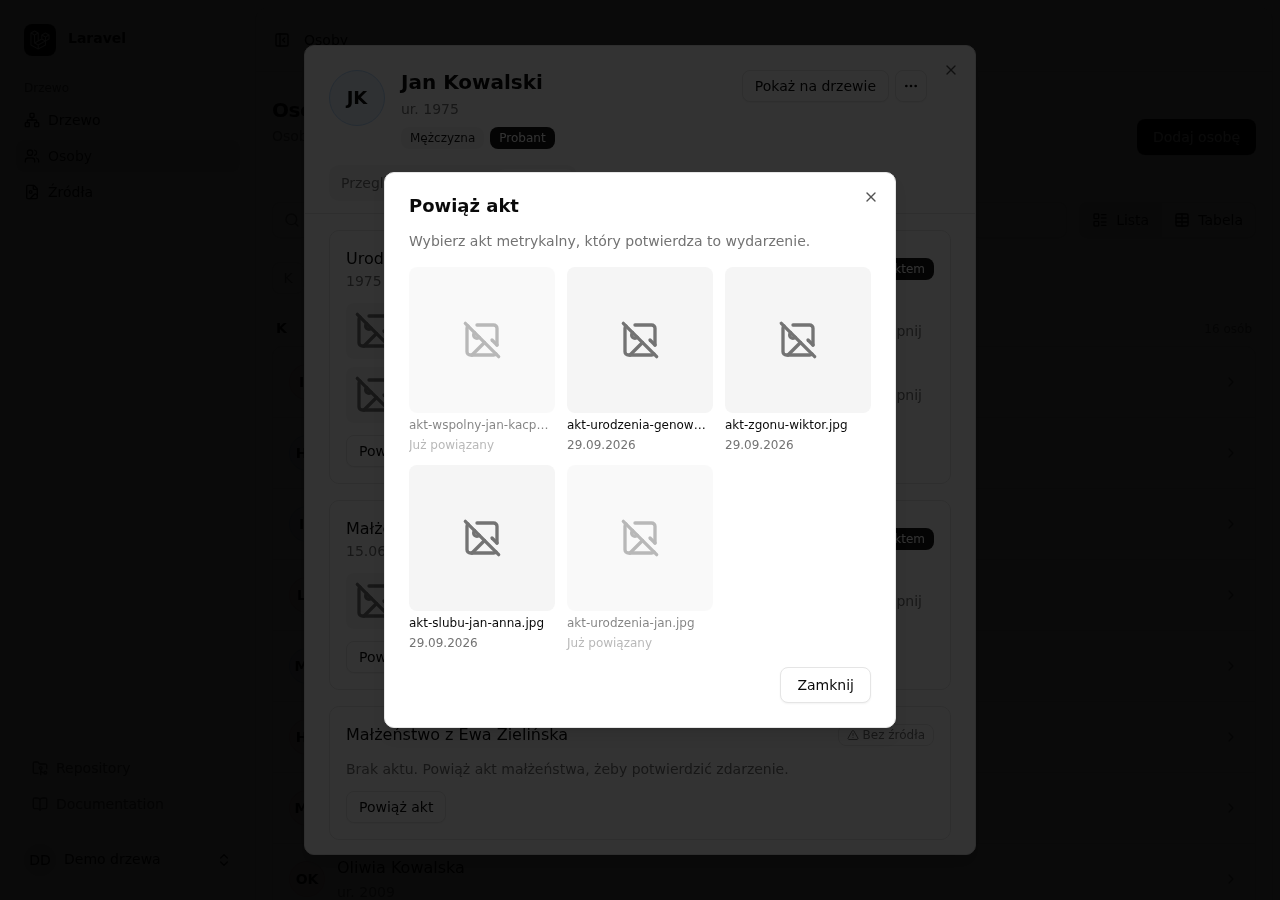 Laravel
Osoby
Drzewo
Drzewo
Osoby
Źródła
Dodaj osobę
Lista
Tabela
Jan Kowalski
JK
ur. 1975
Mężczyzna
Probant
Pokaż na drzewie
Powiąż akt
Wybierz akt metrykalny, który potwierdza to wydarzenie.
akt-wspolny-jan-kacp...
Już powiązany
akt-urodzenia-genow...
29.09.2026
akt-zgonu-wiktor.jpg
29.09.2026
akt-slubu-jan-anna.jpg
29.09.2026
akt-urodzenia-jan.jpg
Już powiązany
Zamknij
1975
Małżeństwo z Ewa Zielińska
Bez źródła
Brak aktu. Powiąż akt małżeństwa, żeby potwierdzić zdarzenie.
Powiąż akt
Repository
Documentation
DD
Demo drzewa
OK
Oliwia Kowalska
ur. 2009